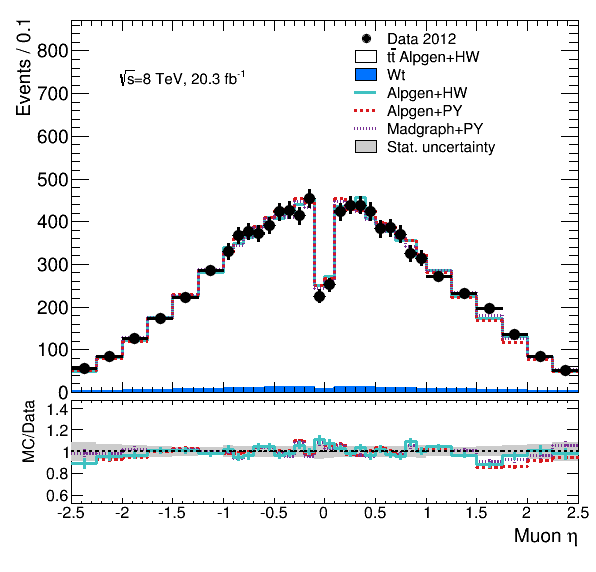 Events / 0.1
800
700
600
500
400
300
200
100
0
√s=8 TeV, 20.3 fb⁻¹
Data 2012
tt̄ Alpgen+HW
Wt
Alpgen+HW
Alpgen+PY
Madgraph+PY
Stat. uncertainty
MC/Data
1.4
1.2
1
0.8
0.6
-2.5 -2 -1.5 -1 -0.5 0 0.5 1 1.5 2 2.5
Muon η